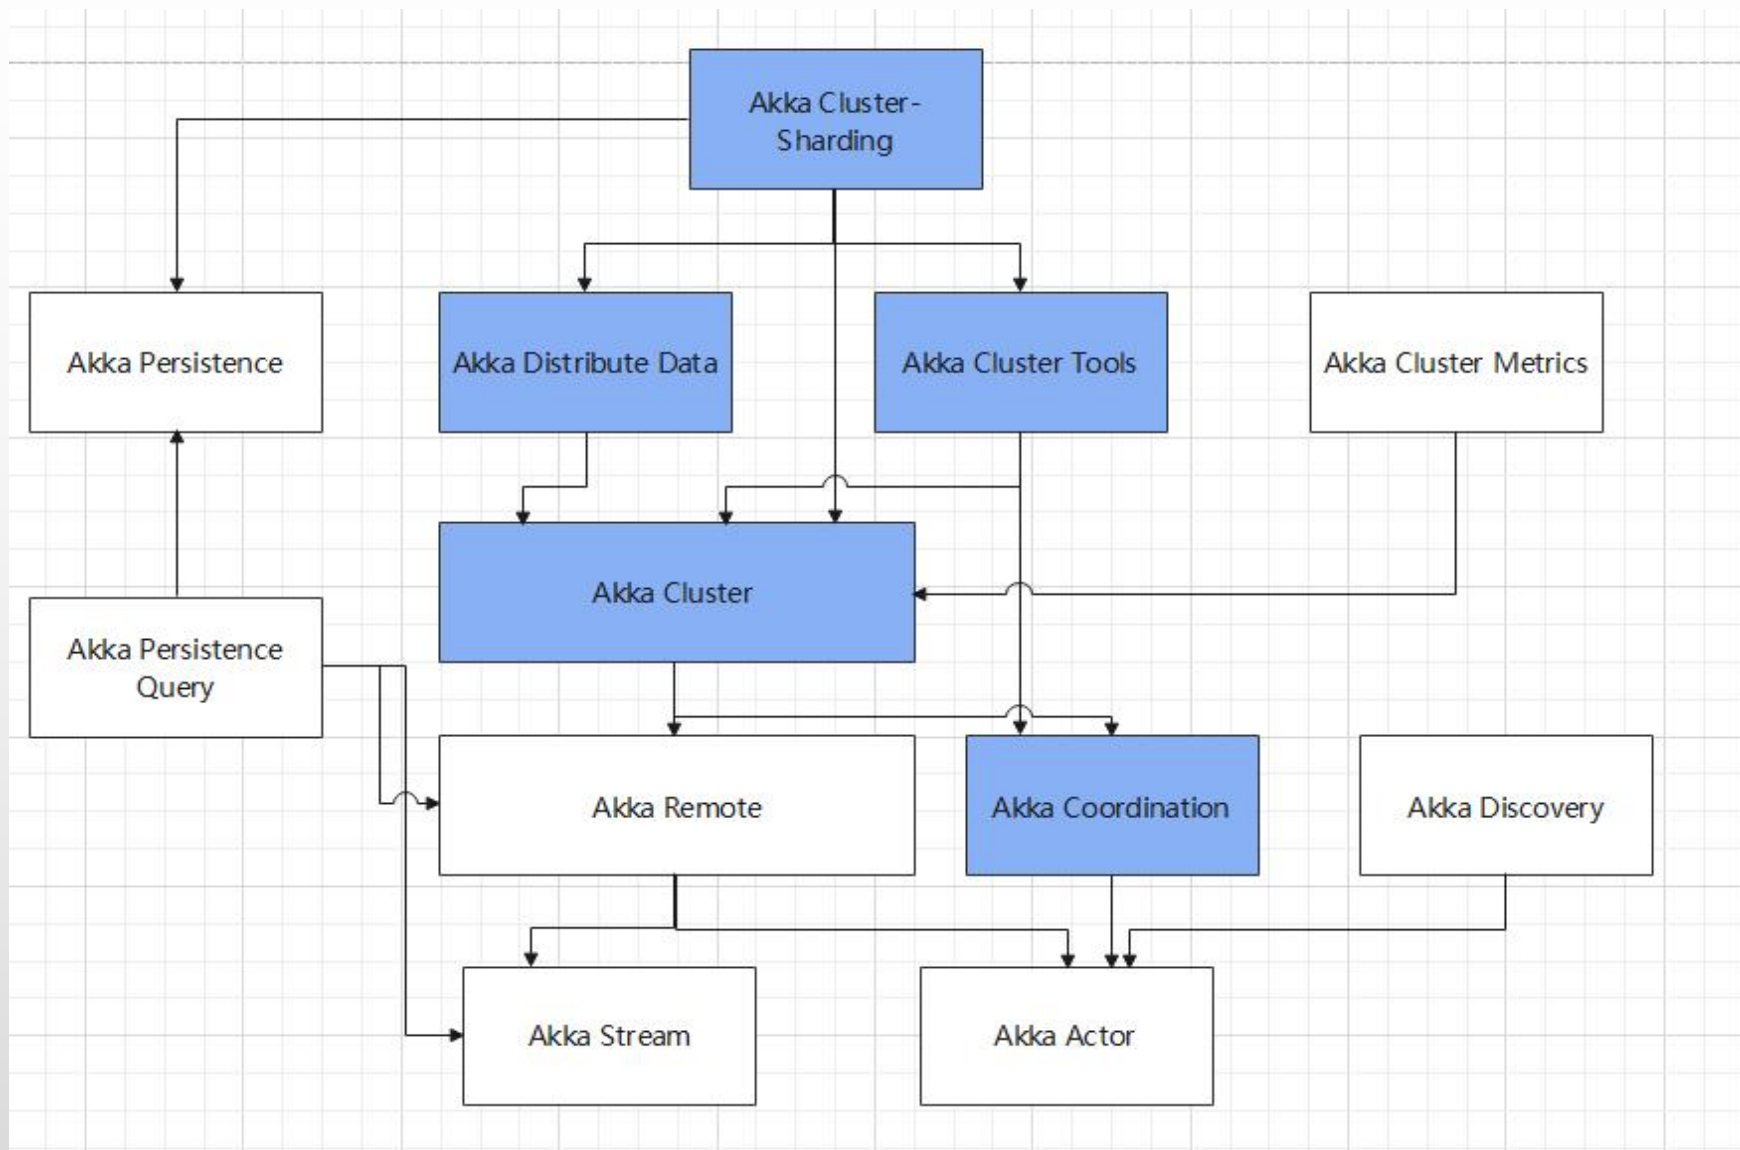 Akka Cluster-
Sharding
Akka Persistence
Akka Distribute Data
Akka Cluster Tools
Akka Cluster Metrics
Akka Cluster
Akka Persistence
Query
Akka Remote
Akka Coordination
Akka Discovery
Akka Stream
Akka Actor